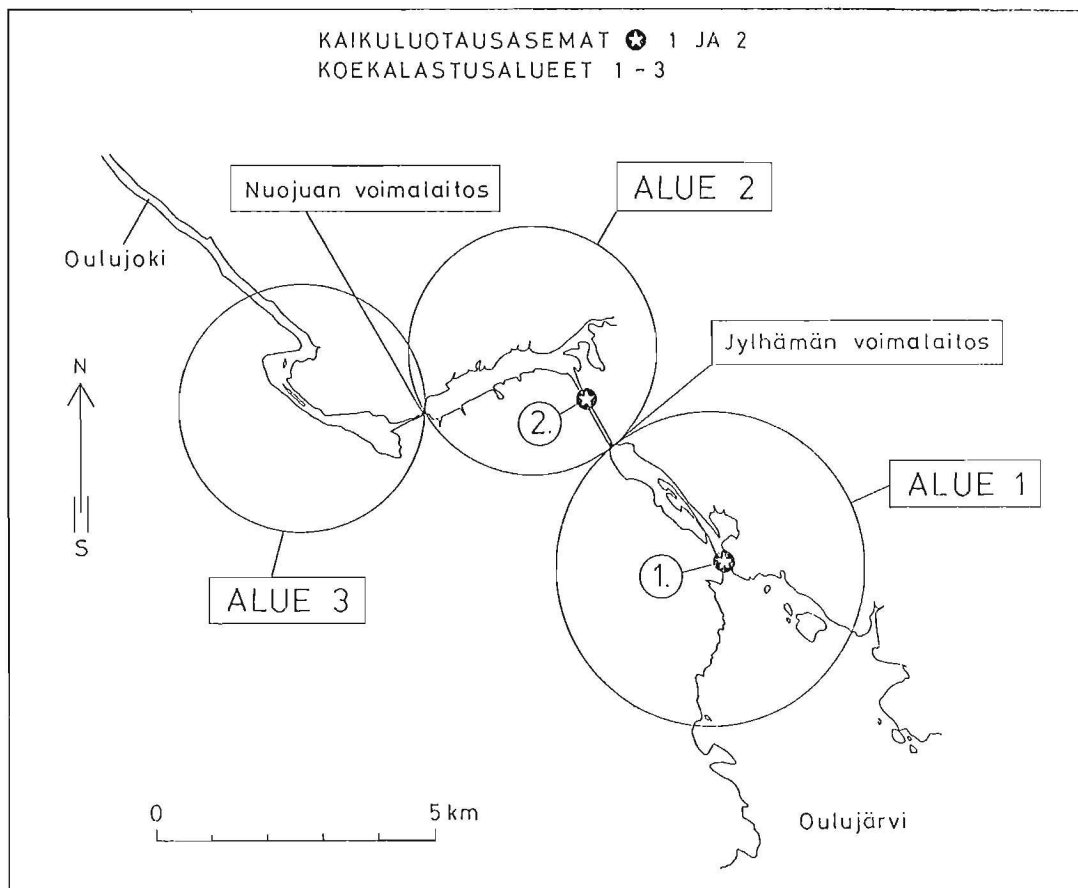 KAIKULUOTAUSASEMAT 1 JA 2
KOEKALASTUSALUEET 1-3
Nuojuan voimalaitos
ALUE 2
Oulujoki
Jylhämän voimalaitos
N
S
2.
ALUE 1
1.
ALUE 3
0 5 km
Oulujärvi